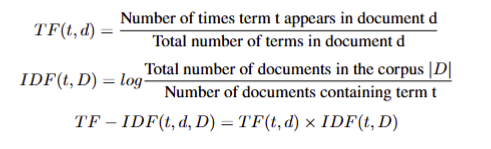 TF(t, d) = Number of times term t appears in document d / Total number of terms in document d
IDF(t, D) = log Total number of documents in the corpus |D| / Number of documents containing term t
TF − IDF(t, d, D) = TF(t, d) × IDF(t, D)